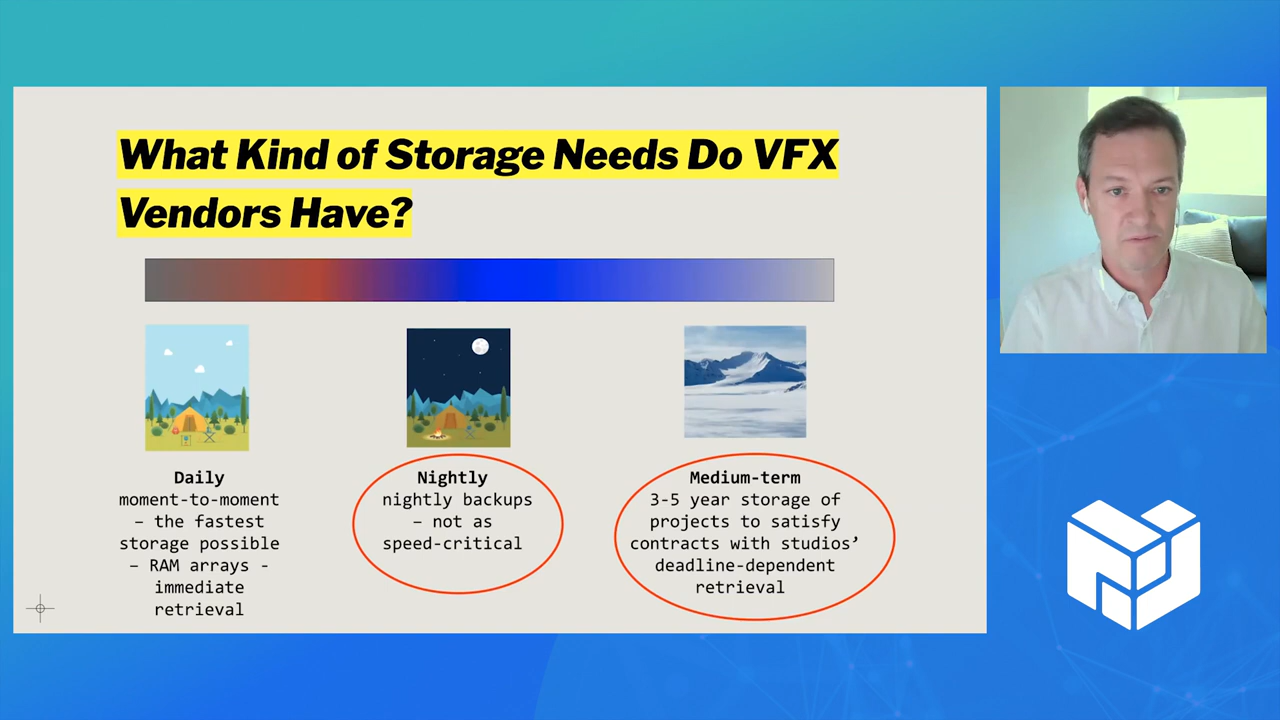 What Kind of Storage Needs Do VFX
Vendors Have?
Daily
moment-to-moment
– the fastest
storage possible
– RAM arrays -
immediate
retrieval
Nightly
nightly backups
– not as
speed-critical
Medium-term
3-5 year storage of
projects to satisfy
contracts with studios’
deadline-dependent
retrieval